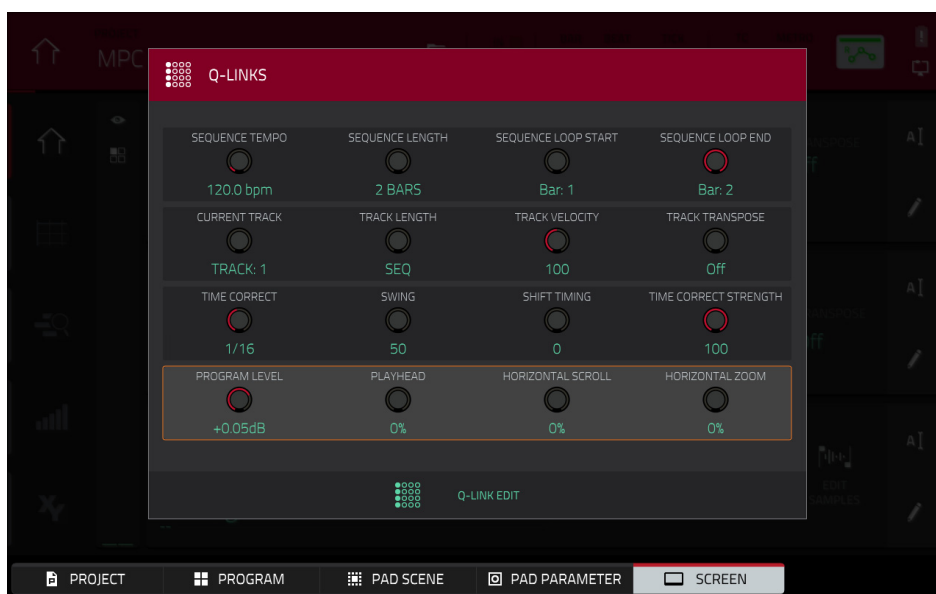 MPC
Q-LINKS
SEQUENCE TEMPO SEQUENCE LENGTH SEQUENCE LOOP START SEQUENCE LOOP END
120.0 bpm 2 BARS Bar: 1 Bar: 2
CURRENT TRACK TRACK LENGTH TRACK VELOCITY TRACK TRANSPOSE
TRACK: 1 SEQ 100 Off
TIME CORRECT SWING SHIFT TIMING TIME CORRECT STRENGTH
1/16 50 0 100
PROGRAM LEVEL PLAYHEAD HORIZONTAL SCROLL HORIZONTAL ZOOM
+0.05dB 0% 0% 0%
EDIT
SAMPLES
Q-LINK EDIT
PROJECT PROGRAM PAD SCENE PAD PARAMETER SCREEN